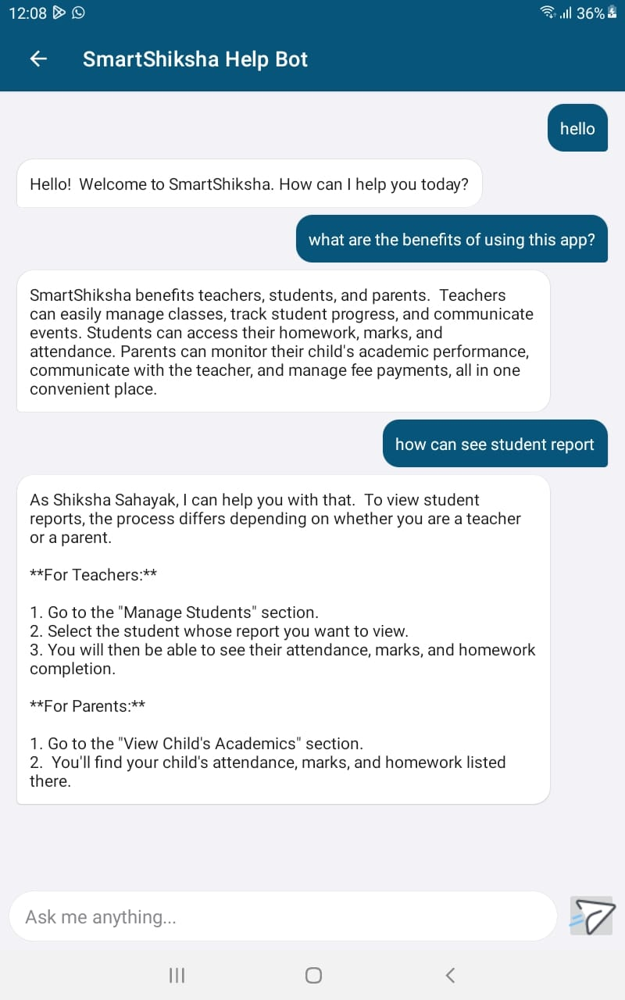 12:08 36%
SmartShiksha Help Bot
hello
Hello!  Welcome to SmartShiksha. How can I help you today?
what are the benefits of using this app?
SmartShiksha benefits teachers, students, and parents.  Teachers
can easily manage classes, track student progress, and communicate
events. Students can access their homework, marks, and
attendance. Parents can monitor their child's academic performance,
communicate with the teacher, and manage fee payments, all in one
convenient place.
how can see student report
As Shiksha Sahayak, I can help you with that.  To view student
reports, the process differs depending on whether you are a teacher
or a parent.
**For Teachers:**
1. Go to the "Manage Students" section.
2. Select the student whose report you want to view.
3. You will then be able to see their attendance, marks, and homework
completion.
**For Parents:**
1. Go to the "View Child's Academics" section.
2.  You'll find your child's attendance, marks, and homework listed
there.
Ask me anything...